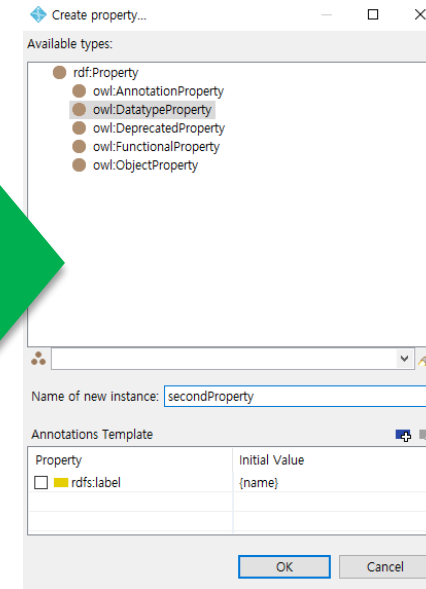 Create property...
Available types:
rdf:Property
owl:AnnotationProperty
owl:DatatypeProperty
owl:DeprecatedProperty
owl:FunctionalProperty
owl:ObjectProperty
Name of new instance: secondProperty
Annotations Template
Property Initial Value
rdfs:label {name}
OK Cancel